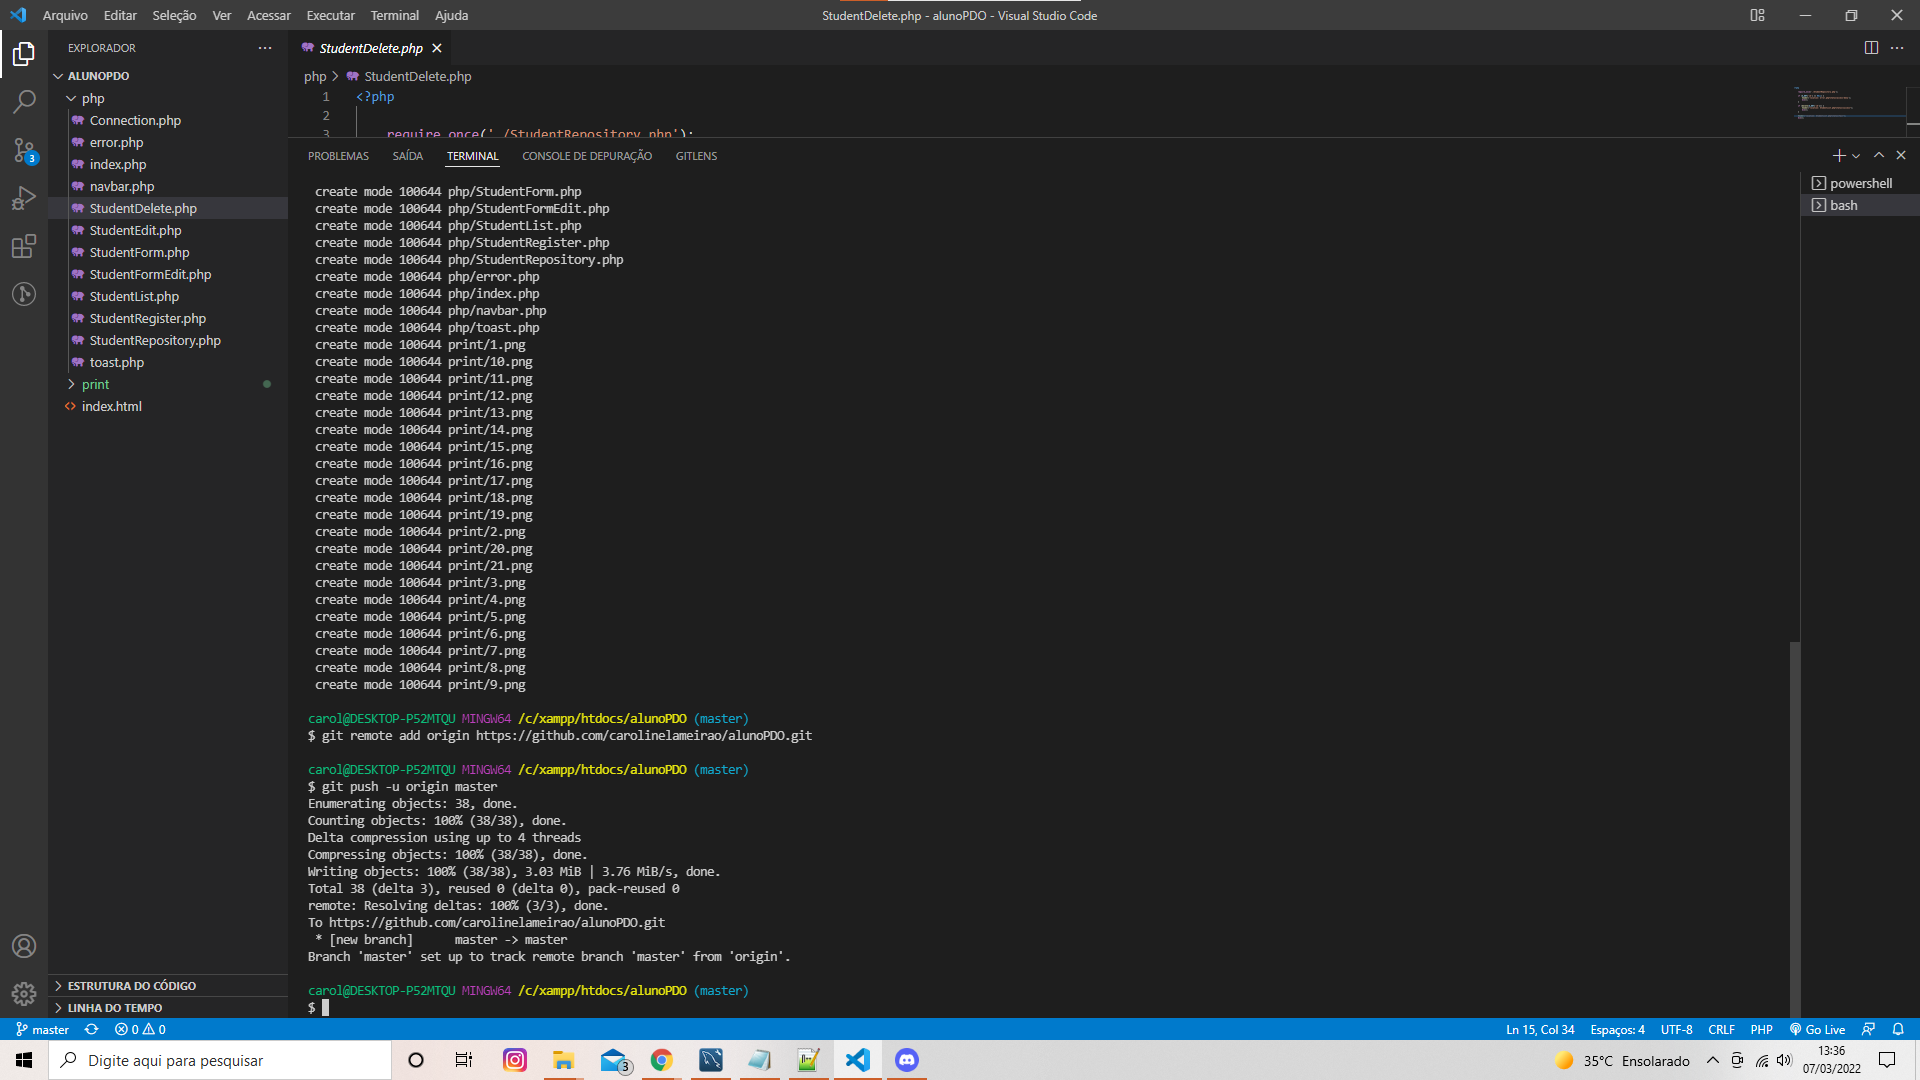 Arquivo Editar Seleção Ver Acessar Executar Terminal Ajuda
StudentDelete.php - alunoPDO - Visual Studio Code
EXPLORADOR
ALUNOPDO
php
Connection.php
error.php
index.php
navbar.php
StudentDelete.php
StudentEdit.php
StudentForm.php
StudentFormEdit.php
StudentList.php
StudentRegister.php
StudentRepository.php
toast.php
print
index.html
ESTRUTURA DO CÓDIGO
LINHA DO TEMPO
3
StudentDelete.php
php > StudentDelete.php
1 <?php
2
3 require_once('./StudentRepository.php');
PROBLEMAS SAÍDA TERMINAL CONSOLE DE DEPURAÇÃO GITLENS
powershell
bash
create mode 100644 php/StudentForm.php
create mode 100644 php/StudentFormEdit.php
create mode 100644 php/StudentList.php
create mode 100644 php/StudentRegister.php
create mode 100644 php/StudentRepository.php
create mode 100644 php/error.php
create mode 100644 php/index.php
create mode 100644 php/navbar.php
create mode 100644 php/toast.php
create mode 100644 print/1.png
create mode 100644 print/10.png
create mode 100644 print/11.png
create mode 100644 print/12.png
create mode 100644 print/13.png
create mode 100644 print/14.png
create mode 100644 print/15.png
create mode 100644 print/16.png
create mode 100644 print/17.png
create mode 100644 print/18.png
create mode 100644 print/19.png
create mode 100644 print/2.png
create mode 100644 print/20.png
create mode 100644 print/21.png
create mode 100644 print/3.png
create mode 100644 print/4.png
create mode 100644 print/5.png
create mode 100644 print/6.png
create mode 100644 print/7.png
create mode 100644 print/8.png
create mode 100644 print/9.png
carol@DESKTOP-P52MTQU MINGW64 /c/xampp/htdocs/alunoPDO (master)
$ git remote add origin https://github.com/carolinelameirao/alunoPDO.git
carol@DESKTOP-P52MTQU MINGW64 /c/xampp/htdocs/alunoPDO (master)
$ git push -u origin master
Enumerating objects: 38, done.
Counting objects: 100% (38/38), done.
Delta compression using up to 4 threads
Compressing objects: 100% (38/38), done.
Writing objects: 100% (38/38), 3.03 MiB | 3.76 MiB/s, done.
Total 38 (delta 3), reused 0 (delta 0), pack-reused 0
remote: Resolving deltas: 100% (3/3), done.
To https://github.com/carolinelameirao/alunoPDO.git
* [new branch]      master -> master
Branch 'master' set up to track remote branch 'master' from 'origin'.
carol@DESKTOP-P52MTQU MINGW64 /c/xampp/htdocs/alunoPDO (master)
$
master 0 0 Ln 15, Col 34 Espaços: 4 UTF-8 CRLF PHP Go Live
Digite aqui para pesquisar
3
35°C Ensolarado
13:36
07/03/2022